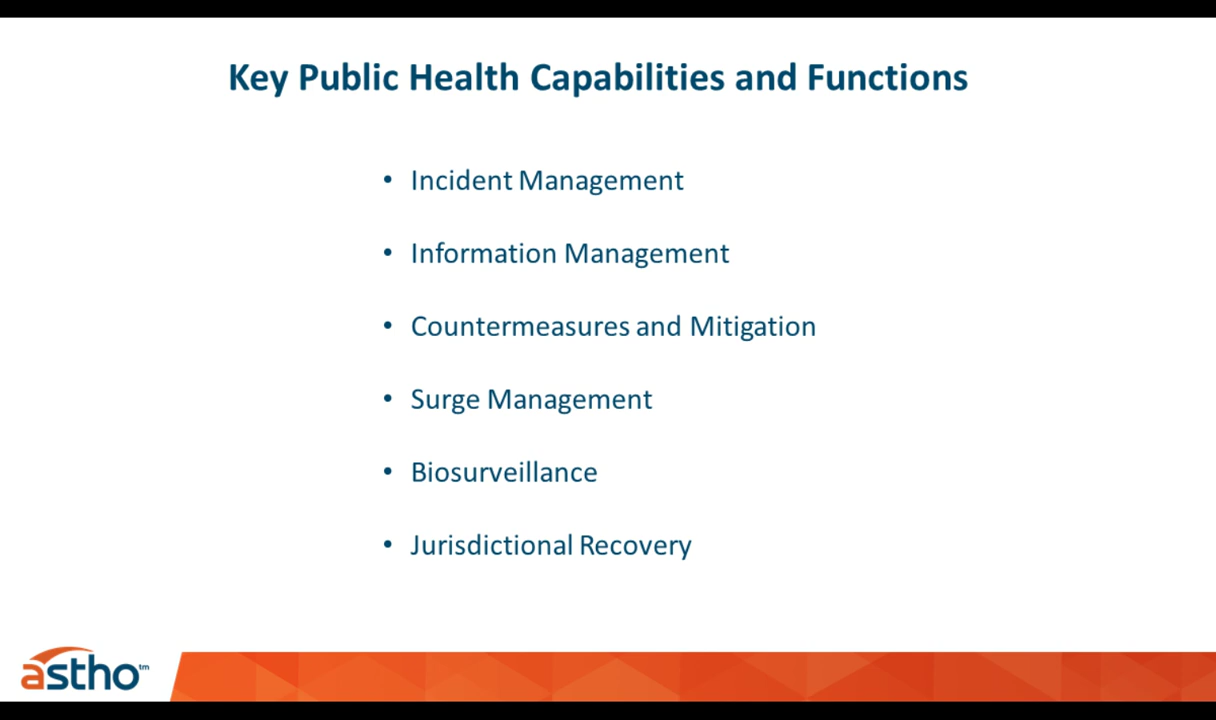 Key Public Health Capabilities and Functions
• Incident Management
• Information Management
• Countermeasures and Mitigation
• Surge Management
• Biosurveillance
• Jurisdictional Recovery
astho™